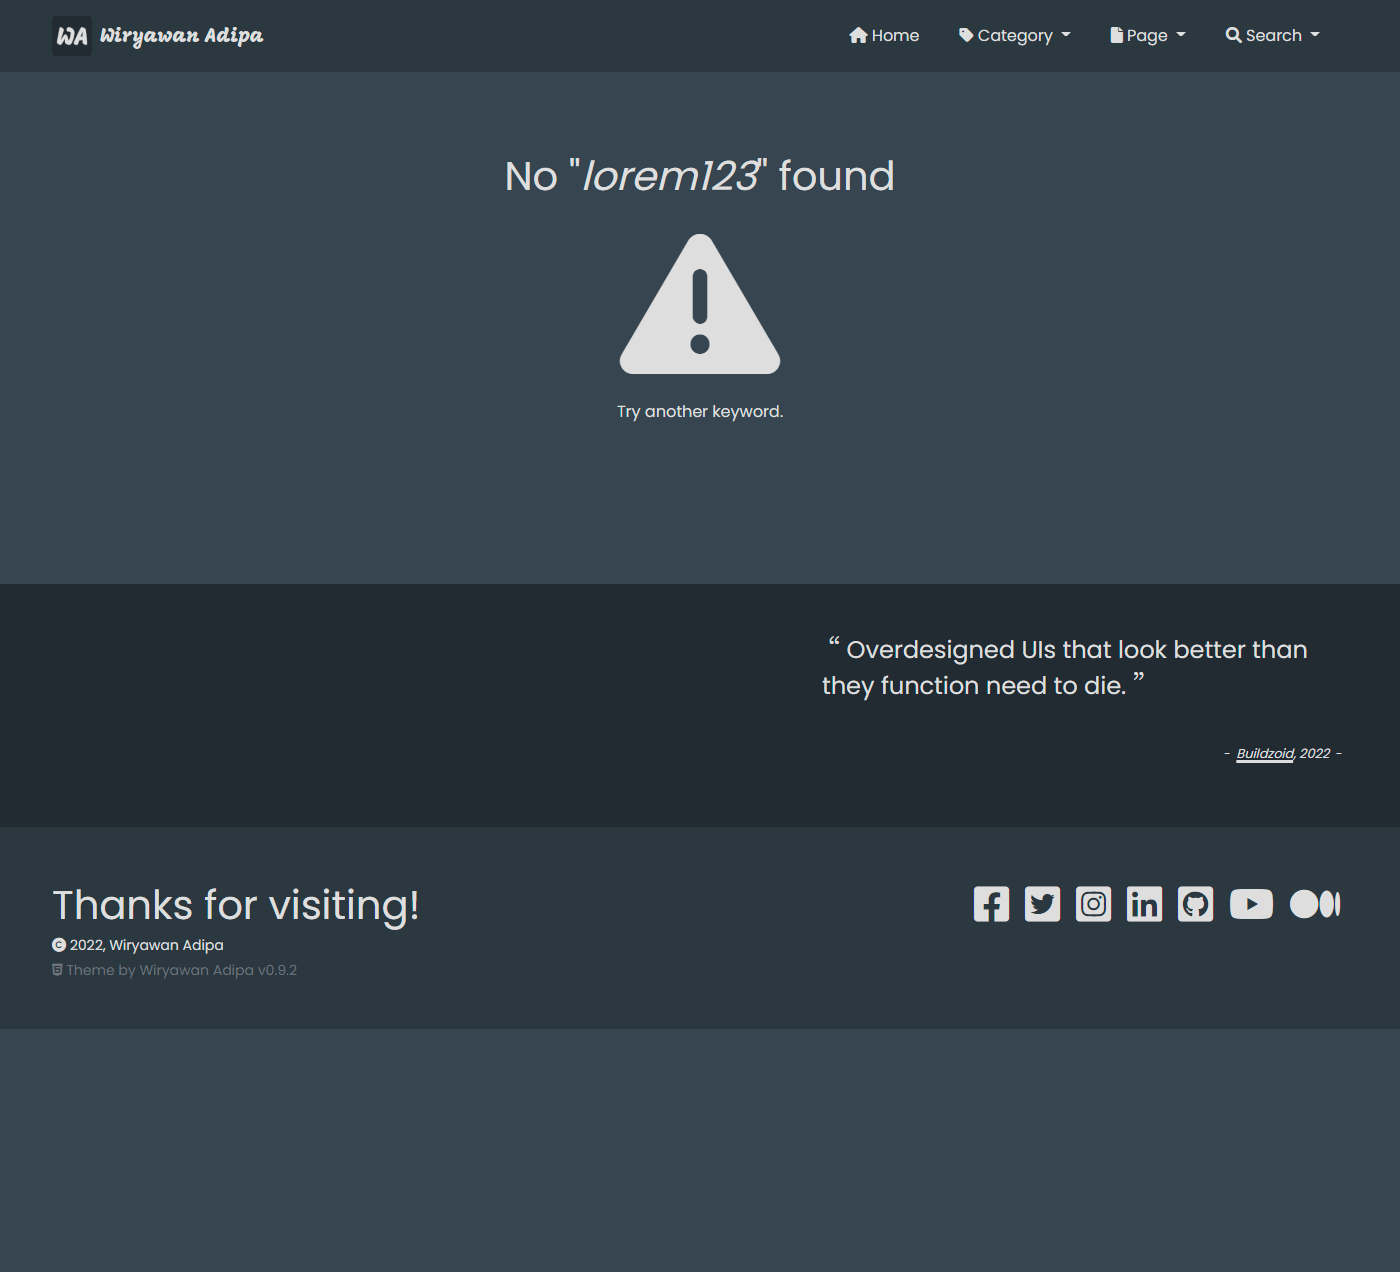 WA Wiryawan Adipa Home Category Page Search
No "lorem123" found
Try another keyword.
“ Overdesigned UIs that look better than
they function need to die. ”
- Buildzoid, 2022 -
Thanks for visiting!
© 2022, Wiryawan Adipa
Theme by Wiryawan Adipa v0.9.2